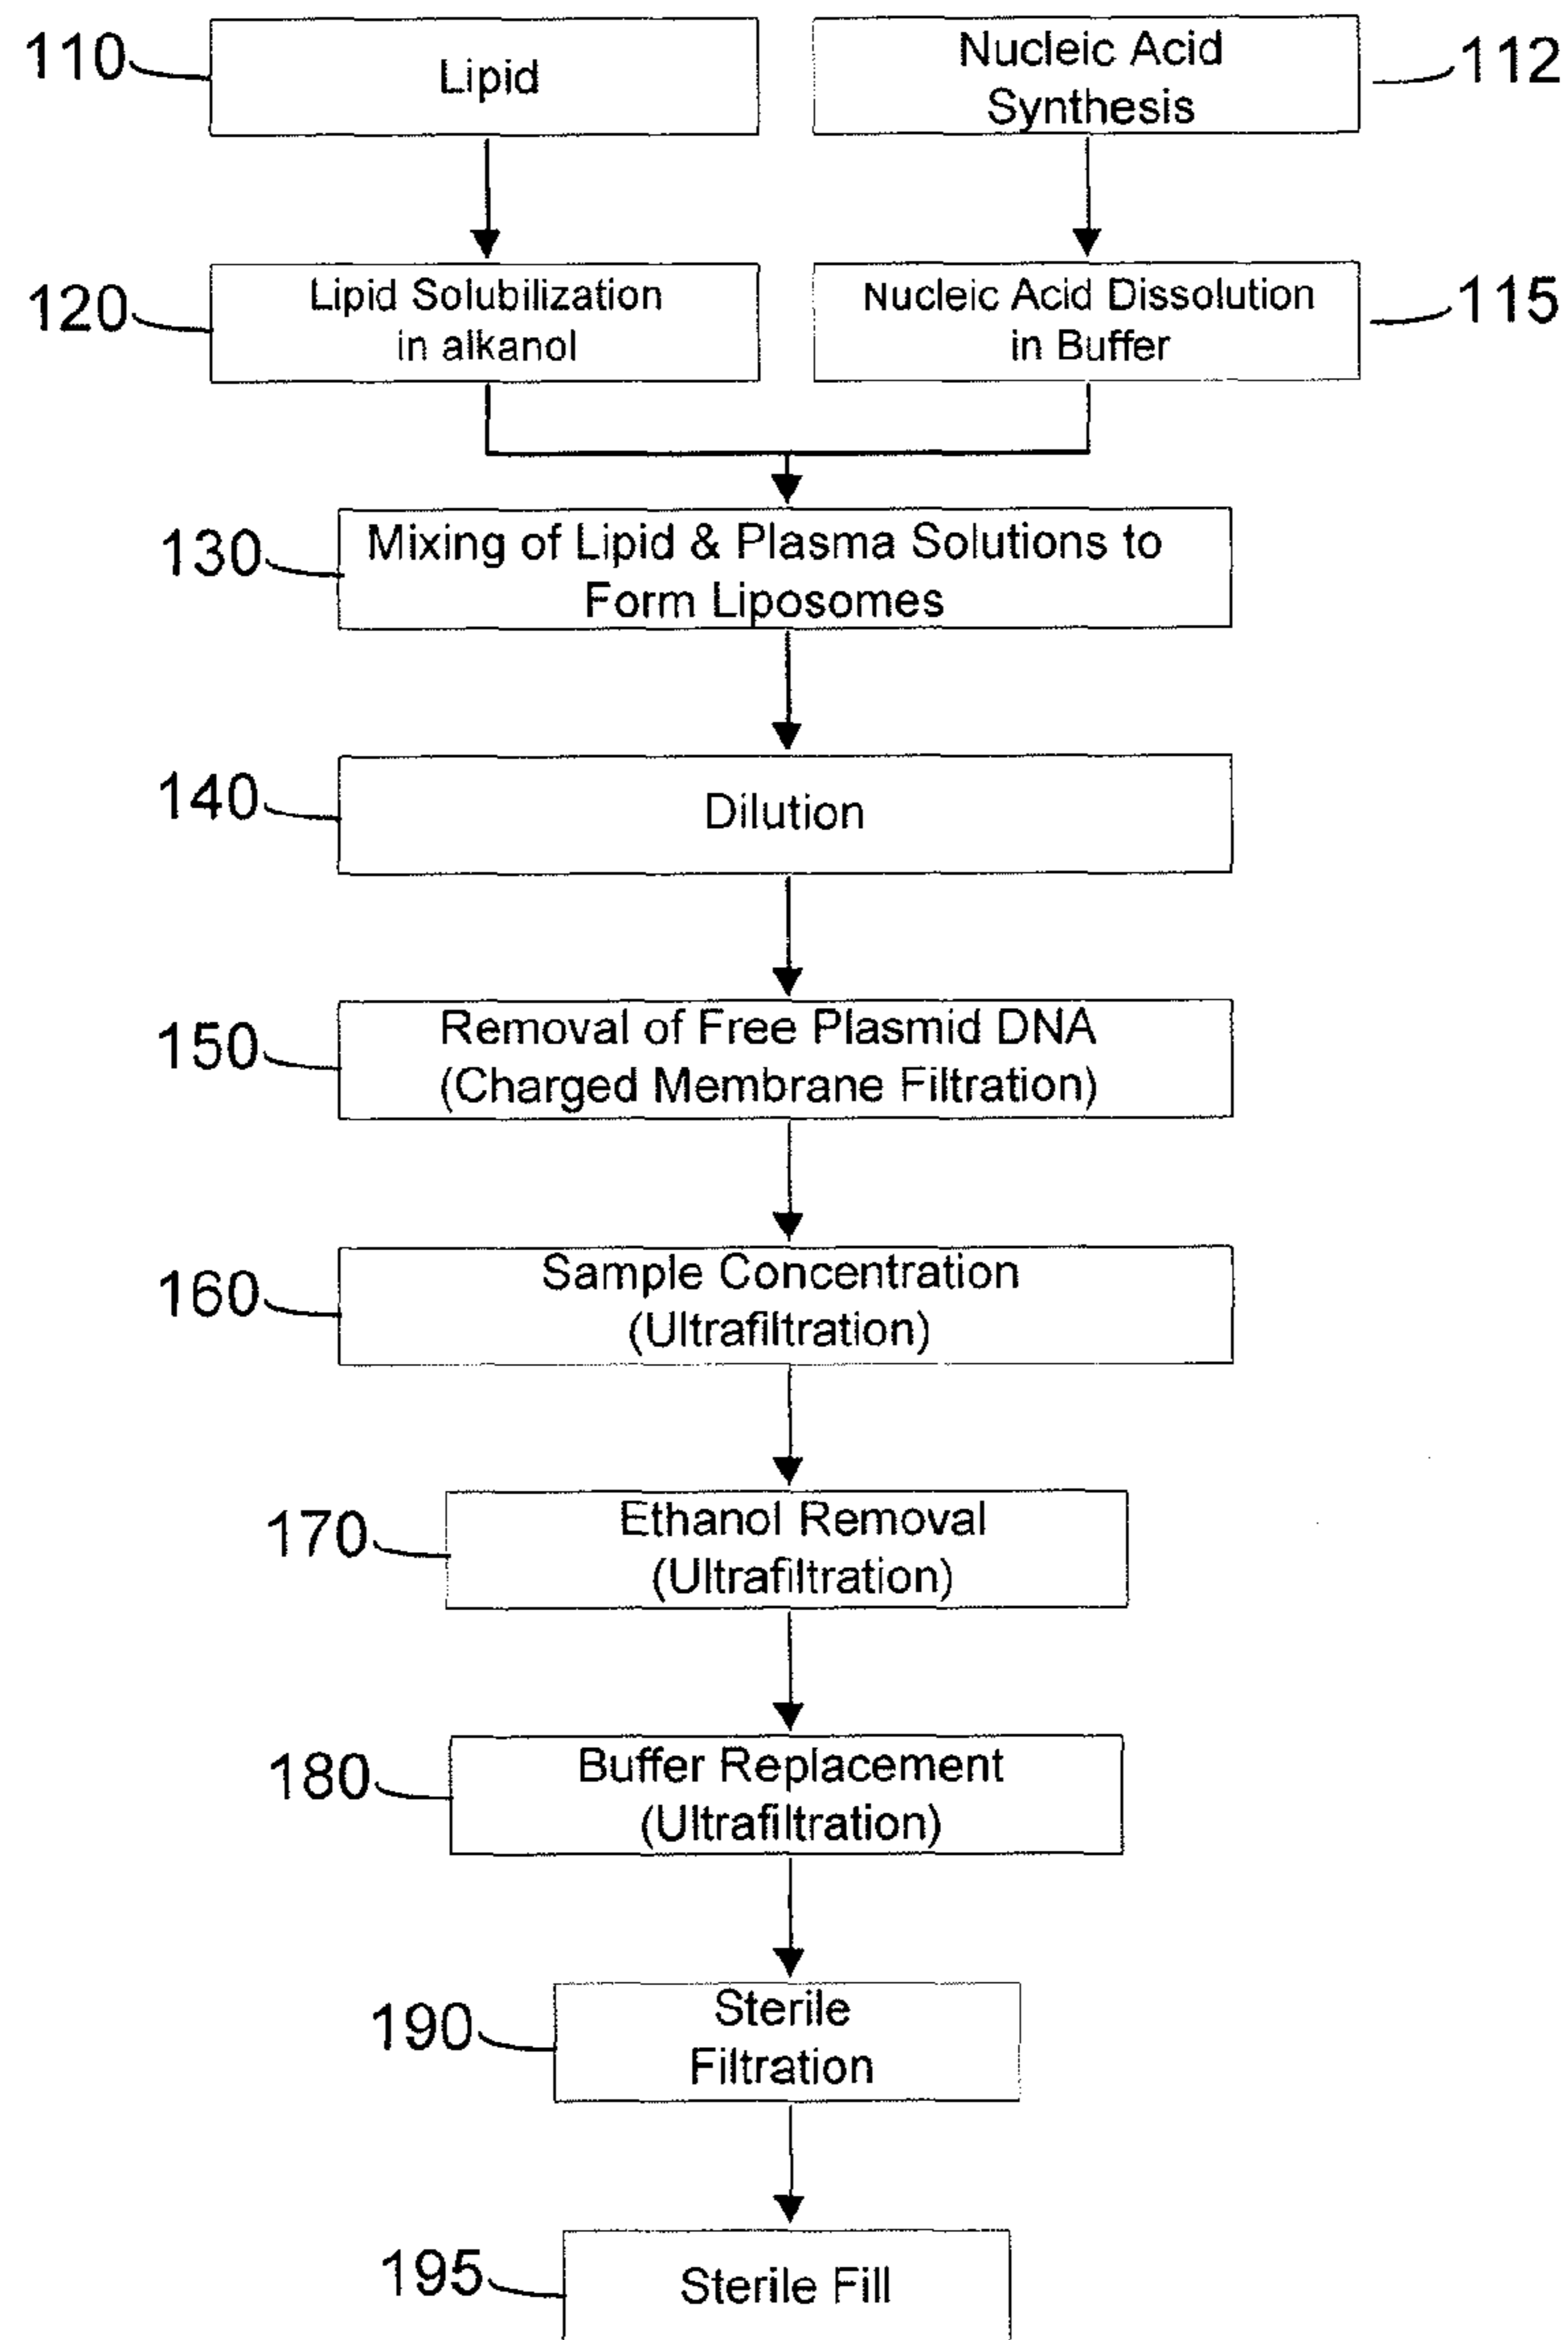 110
Lipid
Nucleic Acid
Synthesis
112
120
Lipid Solubilization
in alkanol
Nucleic Acid Dissolution
in Buffer
115
130
Mixing of Lipid & Plasma Solutions to
Form Liposomes
140
Dilution
150
Removal of Free Plasmid DNA
(Charged Membrane Filtration)
160
Sample Concentration
(Ultrafiltration)
170
Ethanol Removal
(Ultrafiltration)
180
Buffer Replacement
(Ultrafiltration)
190
Sterile
Filtration
195
Sterile Fill